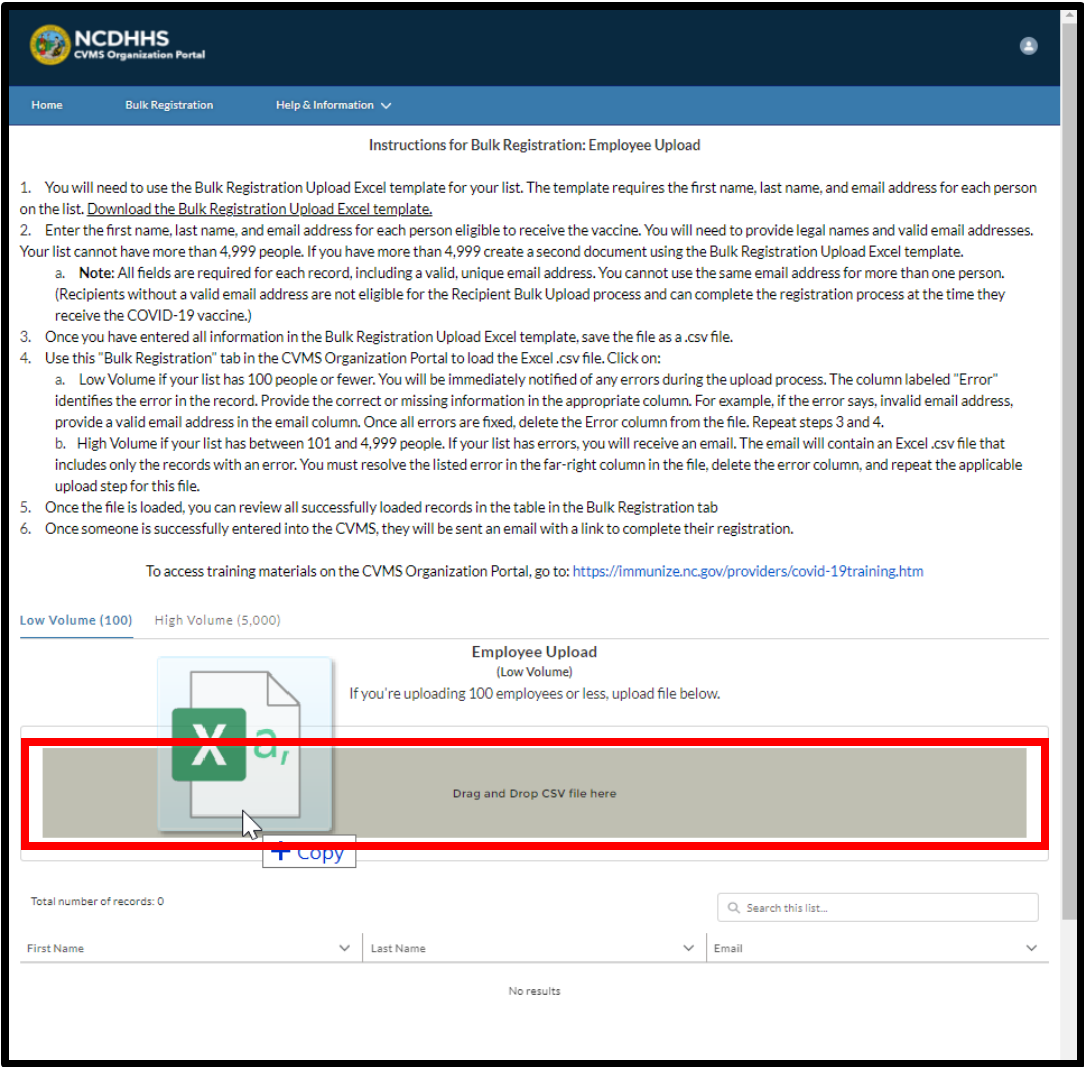 NCDHHS
CVMS Organization Portal
Home Bulk Registration Help & Information
Instructions for Bulk Registration: Employee Upload
1. You will need to use the Bulk Registration Upload Excel template for your list. The template requires the first name, last name, and email address for each person
on the list. Download the Bulk Registration Upload Excel template.
2. Enter the first name, last name, and email address for each person eligible to receive the vaccine. You will need to provide legal names and valid email addresses.
Your list cannot have more than 4,999 people. If you have more than 4,999 create a second document using the Bulk Registration Upload Excel template.
a. Note: All fields are required for each record, including a valid, unique email address. You cannot use the same email address for more than one person.
(Recipients without a valid email address are not eligible for the Recipient Bulk Upload process and can complete the registration process at the time they
receive the COVID-19 vaccine.)
3. Once you have entered all information in the Bulk Registration Upload Excel template, save the file as a .csv file.
4. Use this "Bulk Registration" tab in the CVMS Organization Portal to load the Excel .csv file. Click on:
a. Low Volume if your list has 100 people or fewer. You will be immediately notified of any errors during the upload process. The column labeled "Error"
identifies the error in the record. Provide the correct or missing information in the appropriate column. For example, if the error says, invalid email address,
provide a valid email address in the email column. Once all errors are fixed, delete the Error column from the file. Repeat steps 3 and 4.
b. High Volume if your list has between 101 and 4,999 people. If your list has errors, you will receive an email. The email will contain an Excel .csv file that
includes only the records with an error. You must resolve the listed error in the far-right column in the file, delete the error column, and repeat the applicable
upload step for this file.
5. Once the file is loaded, you can review all successfully loaded records in the table in the Bulk Registration tab
6. Once someone is successfully entered into the CVMS, they will be sent an email with a link to complete their registration.
To access training materials on the CVMS Organization Portal, go to: https://immunize.nc.gov/providers/covid-19training.htm
Low Volume (100) High Volume (5,000)
Employee Upload
(Low Volume)
If you're uploading 100 employees or less, upload file below.
X a,
Drag and Drop CSV file here
+ Copy
Total number of records: 0
Search this list...
First Name Last Name Email
No results